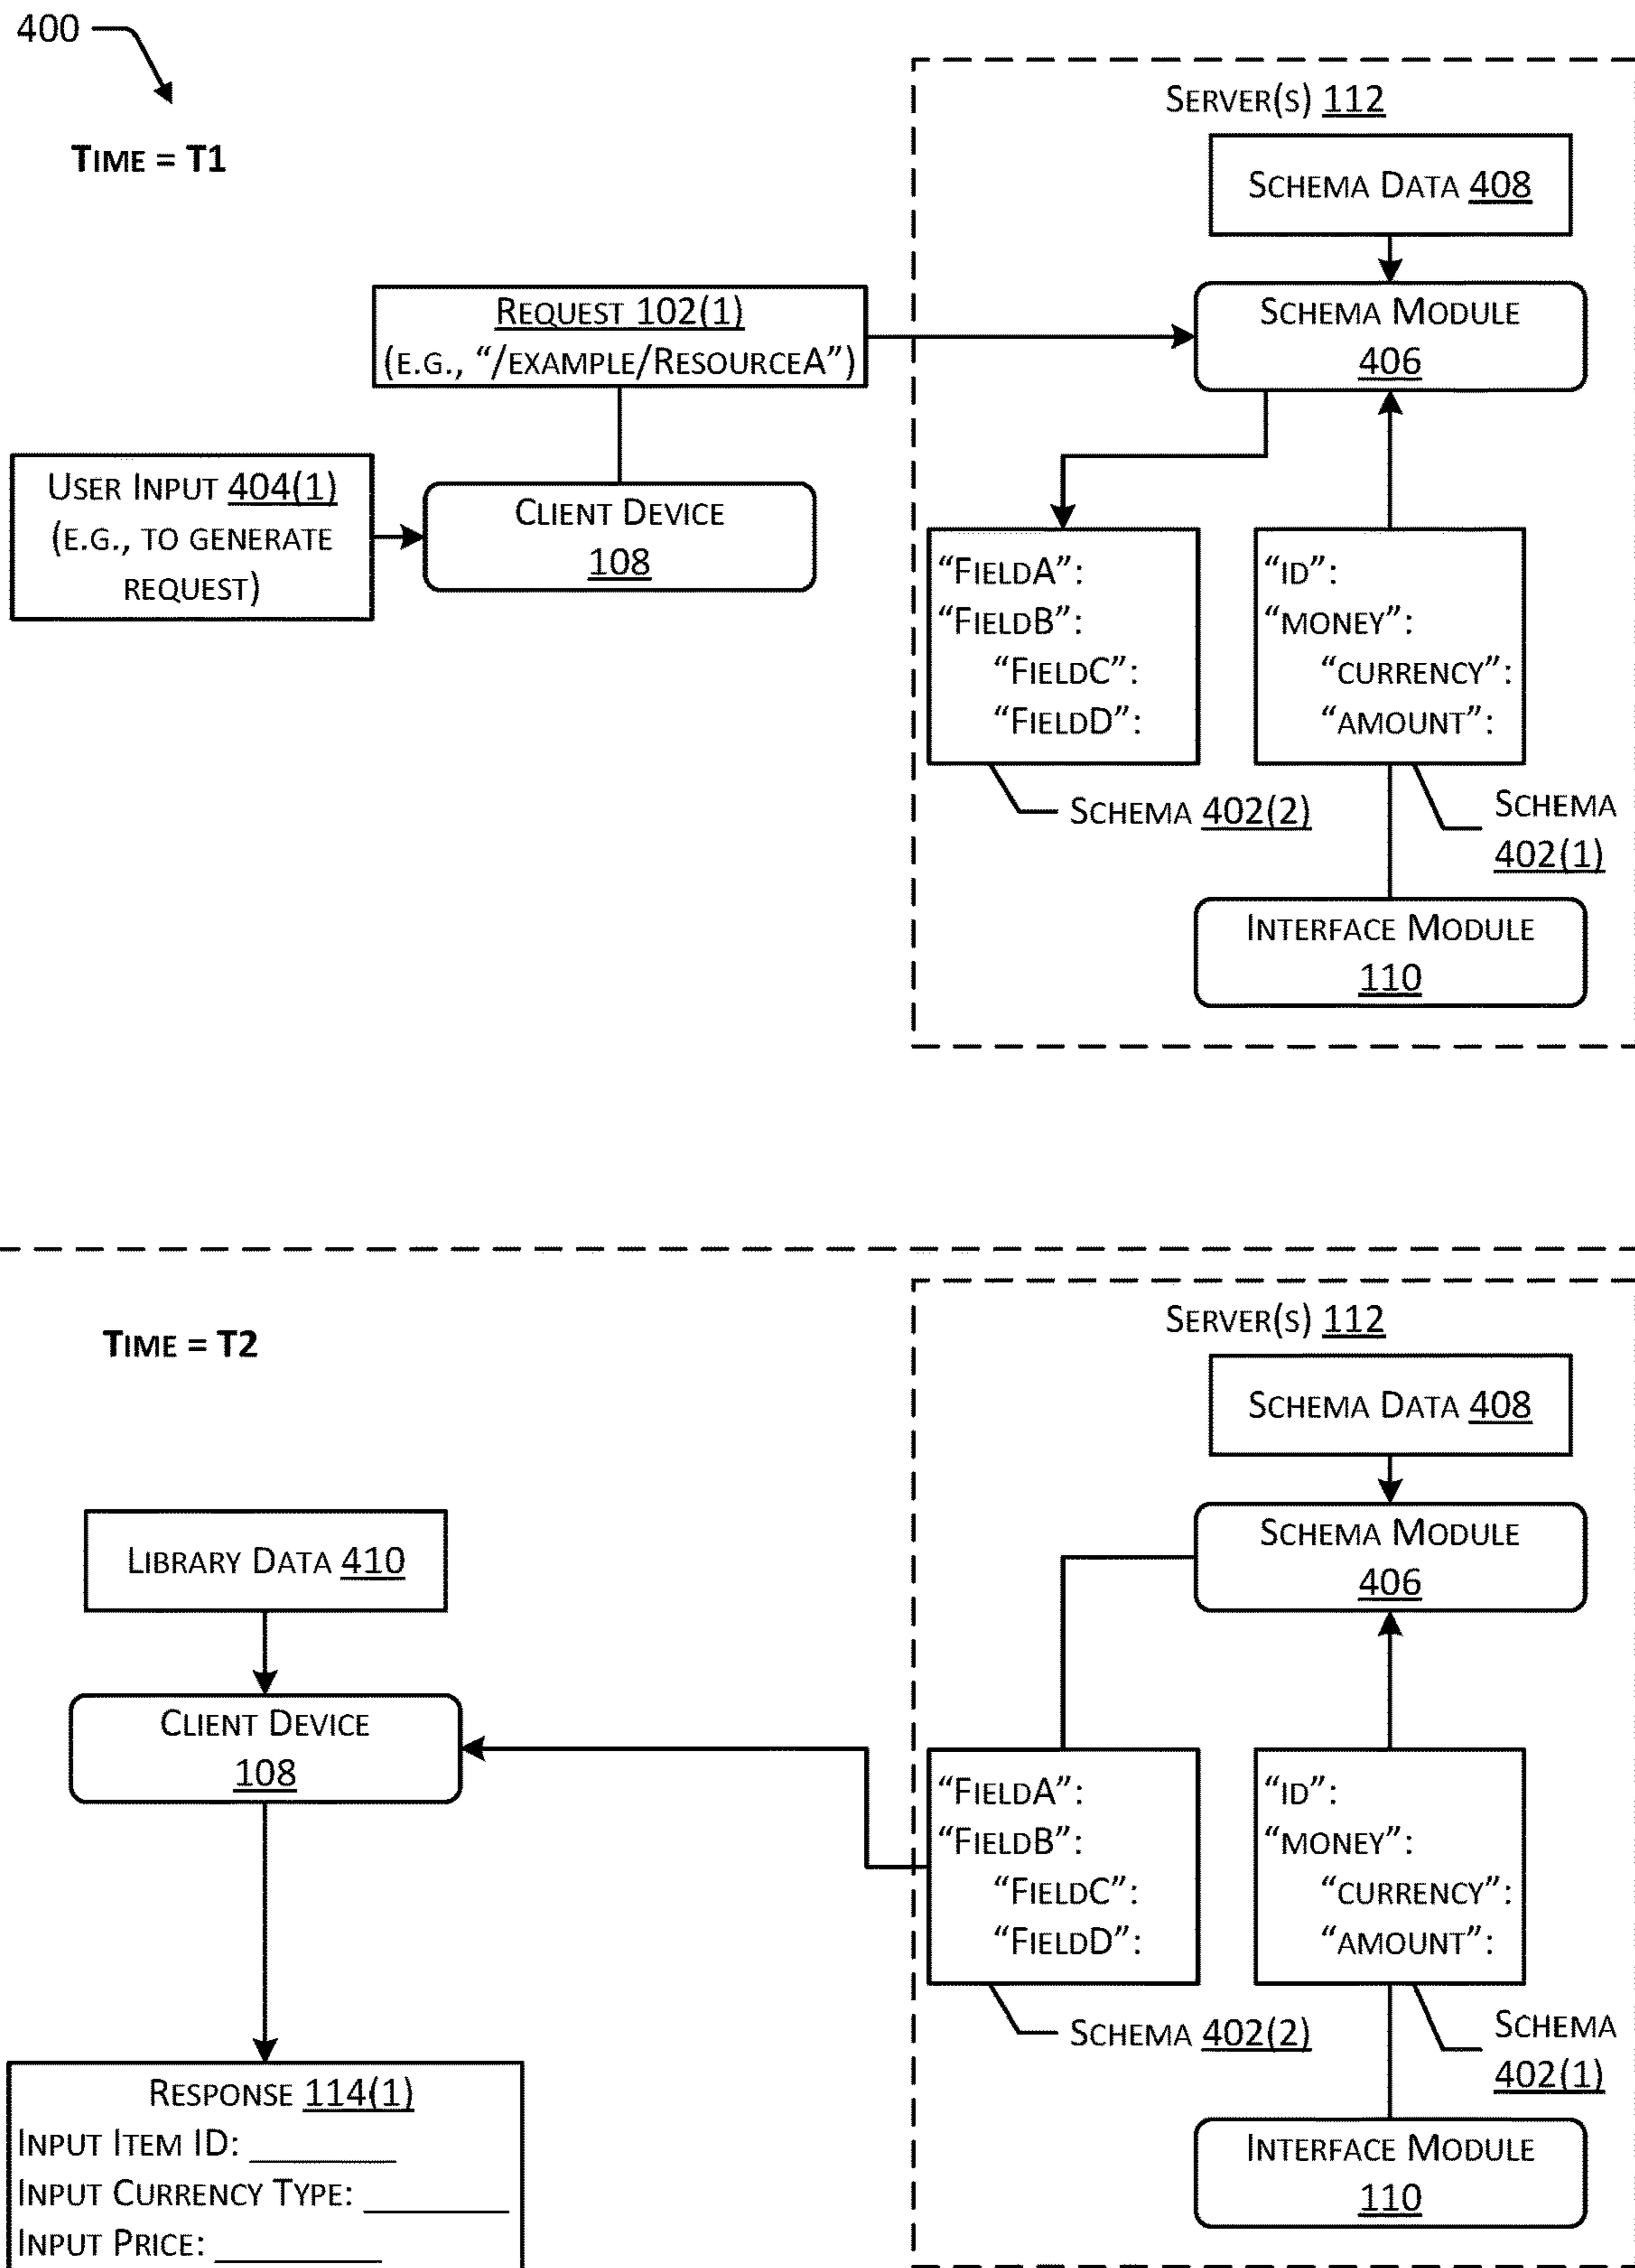 400
TIME = T1
SERVER(S) 112
SCHEMA DATA 408
REQUEST 102(1)
(E.G., “/EXAMPLE/RESOURCEA”)
SCHEMA MODULE
406
USER INPUT 404(1)
(E.G., TO GENERATE
REQUEST)
CLIENT DEVICE
108
“FIELDA”:
“FIELDB”:
“FIELDC”:
“FIELDD”:
“ID”:
“MONEY”:
“CURRENCY”:
“AMOUNT”:
SCHEMA 402(2)
SCHEMA
402(1)
INTERFACE MODULE
110
TIME = T2
SERVER(S) 112
SCHEMA DATA 408
SCHEMA MODULE
406
LIBRARY DATA 410
CLIENT DEVICE
108
“FIELDA”:
“FIELDB”:
“FIELDC”:
“FIELDD”:
“ID”:
“MONEY”:
“CURRENCY”:
“AMOUNT”:
SCHEMA 402(2)
SCHEMA
402(1)
RESPONSE 114(1)
INPUT ITEM ID: ________
INPUT CURRENCY TYPE: ________
INPUT PRICE: _________
INTERFACE MODULE
110